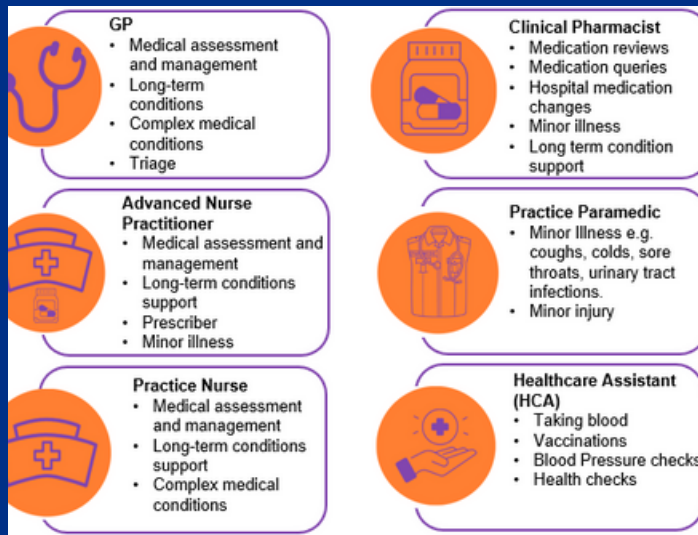 GP
• Medical assessment
and management
• Long-term
conditions
• Complex medical
conditions
• Triage
Advanced Nurse
Practitioner
• Medical assessment and
management
• Long-term conditions
support
• Prescriber
• Minor illness
Practice Nurse
• Medical assessment
and management
• Long-term conditions
support
• Complex medical
conditions
Clinical Pharmacist
• Medication reviews
• Medication queries
• Hospital medication
changes
• Minor illness
• Long term condition
support
Practice Paramedic
• Minor Illness e.g.
coughs, colds, sore
throats, urinary tract
infections.
• Minor injury
Healthcare Assistant
(HCA)
• Taking blood
• Vaccinations
• Blood Pressure checks
• Health checks